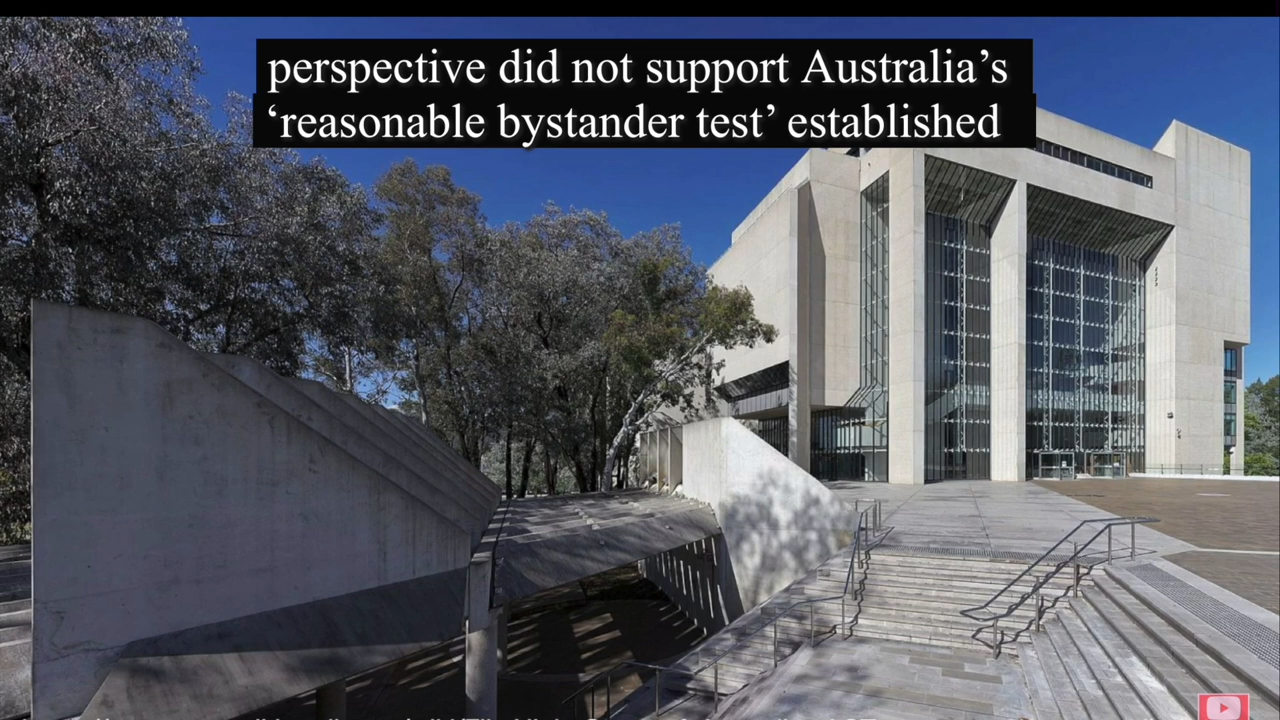 perspective did not support Australia’s
‘reasonable bystander test’ established